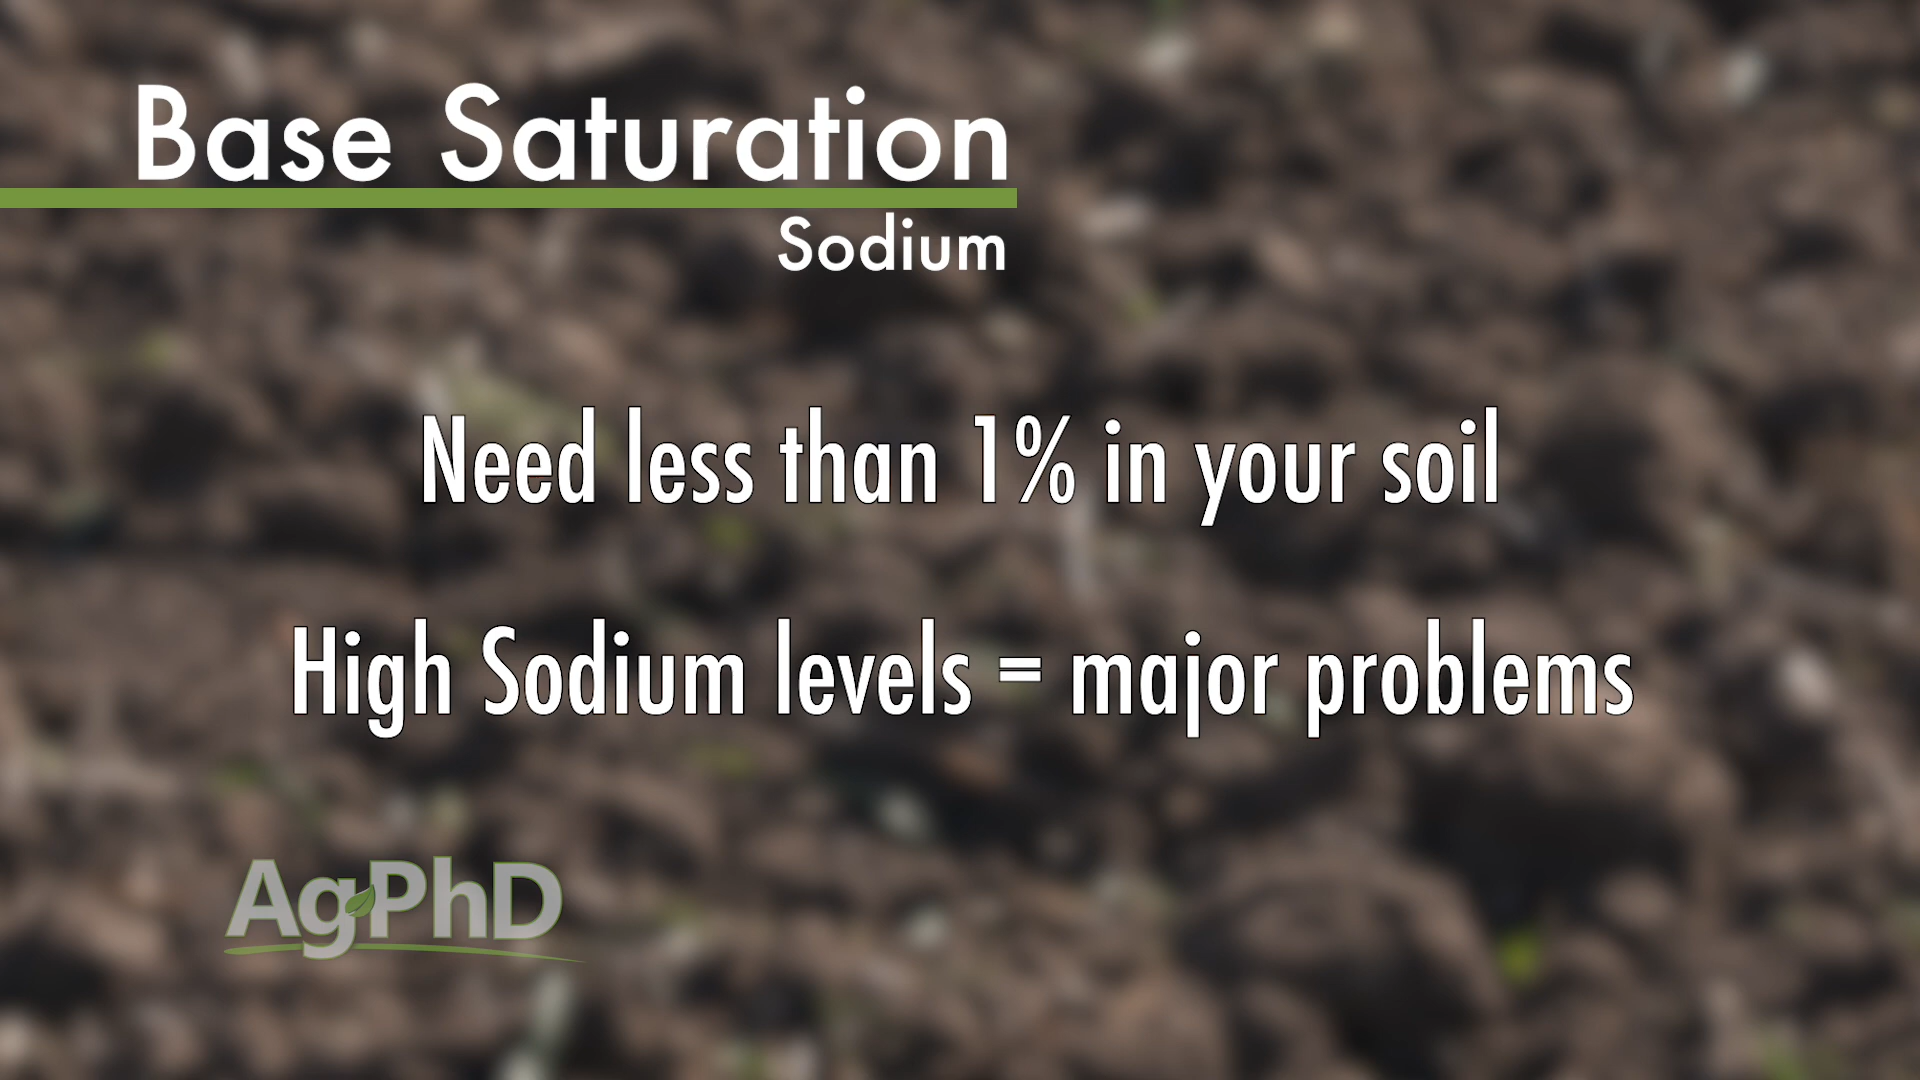 Base Saturation
Sodium
Need less than 1% in your soil
High Sodium levels = major problems
AgPhD